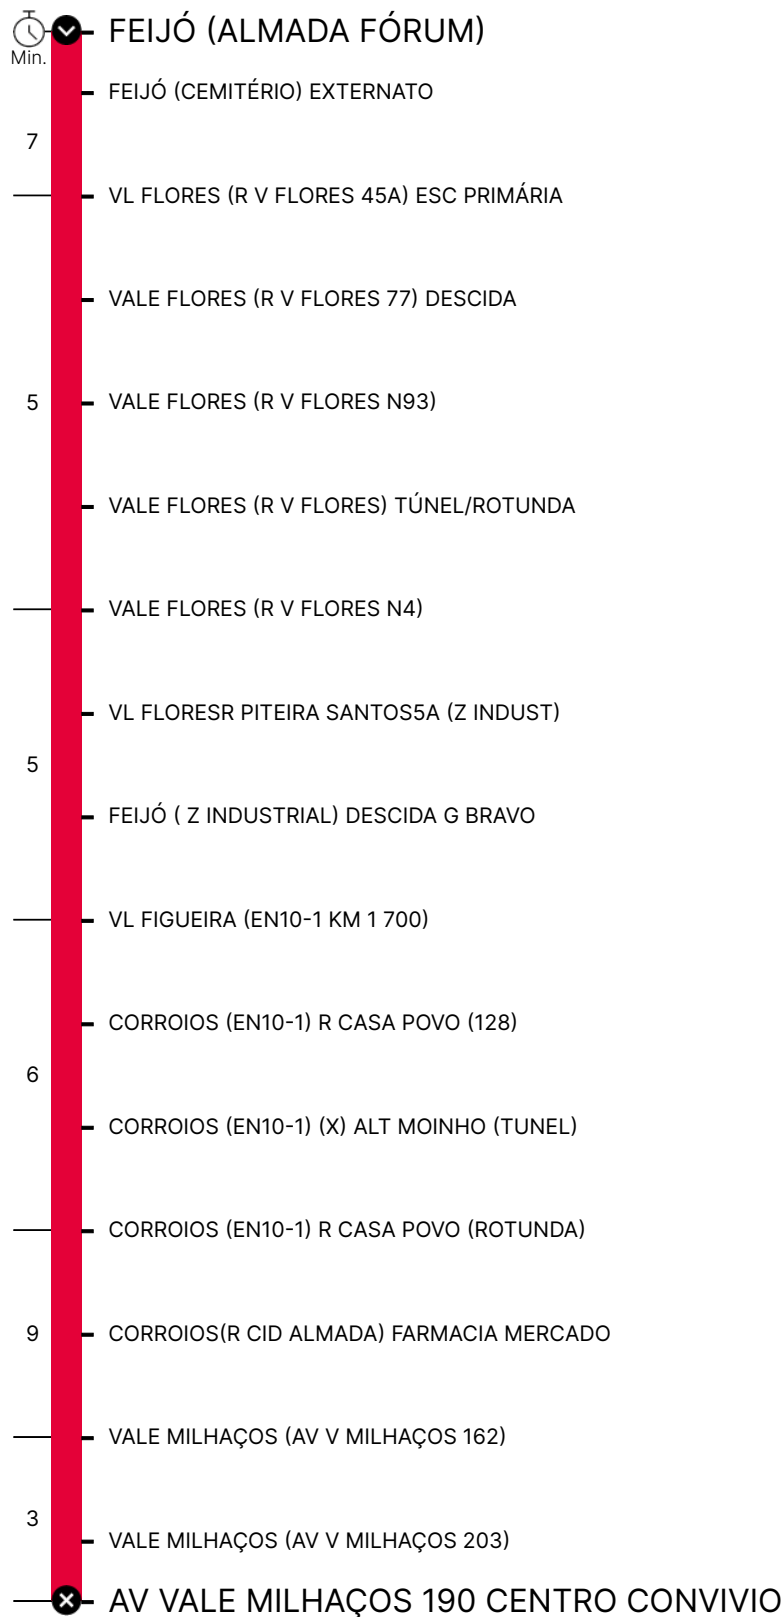 FEIJÓ (ALMADA FÓRUM)
Min.
FEIJÓ (CEMITÉRIO) EXTERNATO
7
VL FLORES (R V FLORES 45A) ESC PRIMÁRIA
VALE FLORES (R V FLORES 77) DESCIDA
5
VALE FLORES (R V FLORES N93)
VALE FLORES (R V FLORES) TÚNEL/ROTUNDA
VALE FLORES (R V FLORES N4)
VL FLORESR PITEIRA SANTOS5A (Z INDUST)
5
FEIJÓ ( Z INDUSTRIAL) DESCIDA G BRAVO
VL FIGUEIRA (EN10-1 KM 1 700)
CORROIOS (EN10-1) R CASA POVO (128)
6
CORROIOS (EN10-1) (X) ALT MOINHO (TUNEL)
CORROIOS (EN10-1) R CASA POVO (ROTUNDA)
9
CORROIOS(R CID ALMADA) FARMACIA MERCADO
VALE MILHAÇOS (AV V MILHAÇOS 162)
3
VALE MILHAÇOS (AV V MILHAÇOS 203)
AV VALE MILHAÇOS 190 CENTRO CONVIVIO